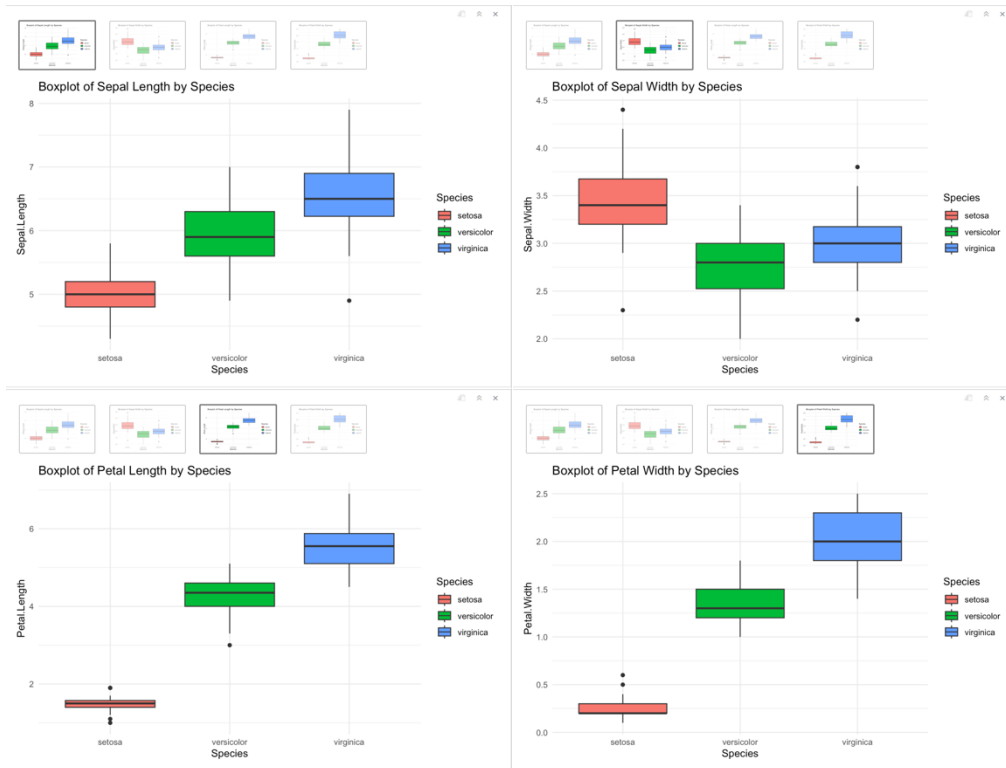 Boxplot of Sepal Length by Species
8
7
6
5
Sepal.Length
setosa
versicolor
virginica
Species
Species
setosa
versicolor
virginica
Boxplot of Sepal Width by Species
4.5
4.0
3.5
3.0
2.5
2.0
Sepal.Width
setosa
versicolor
virginica
Species
Species
setosa
versicolor
virginica
Boxplot of Petal Length by Species
6
4
2
Petal.Length
setosa
versicolor
virginica
Species
Species
setosa
versicolor
virginica
Boxplot of Petal Width by Species
2.5
2.0
1.5
1.0
0.5
0.0
Petal.Width
setosa
versicolor
virginica
Species
Species
setosa
versicolor
virginica